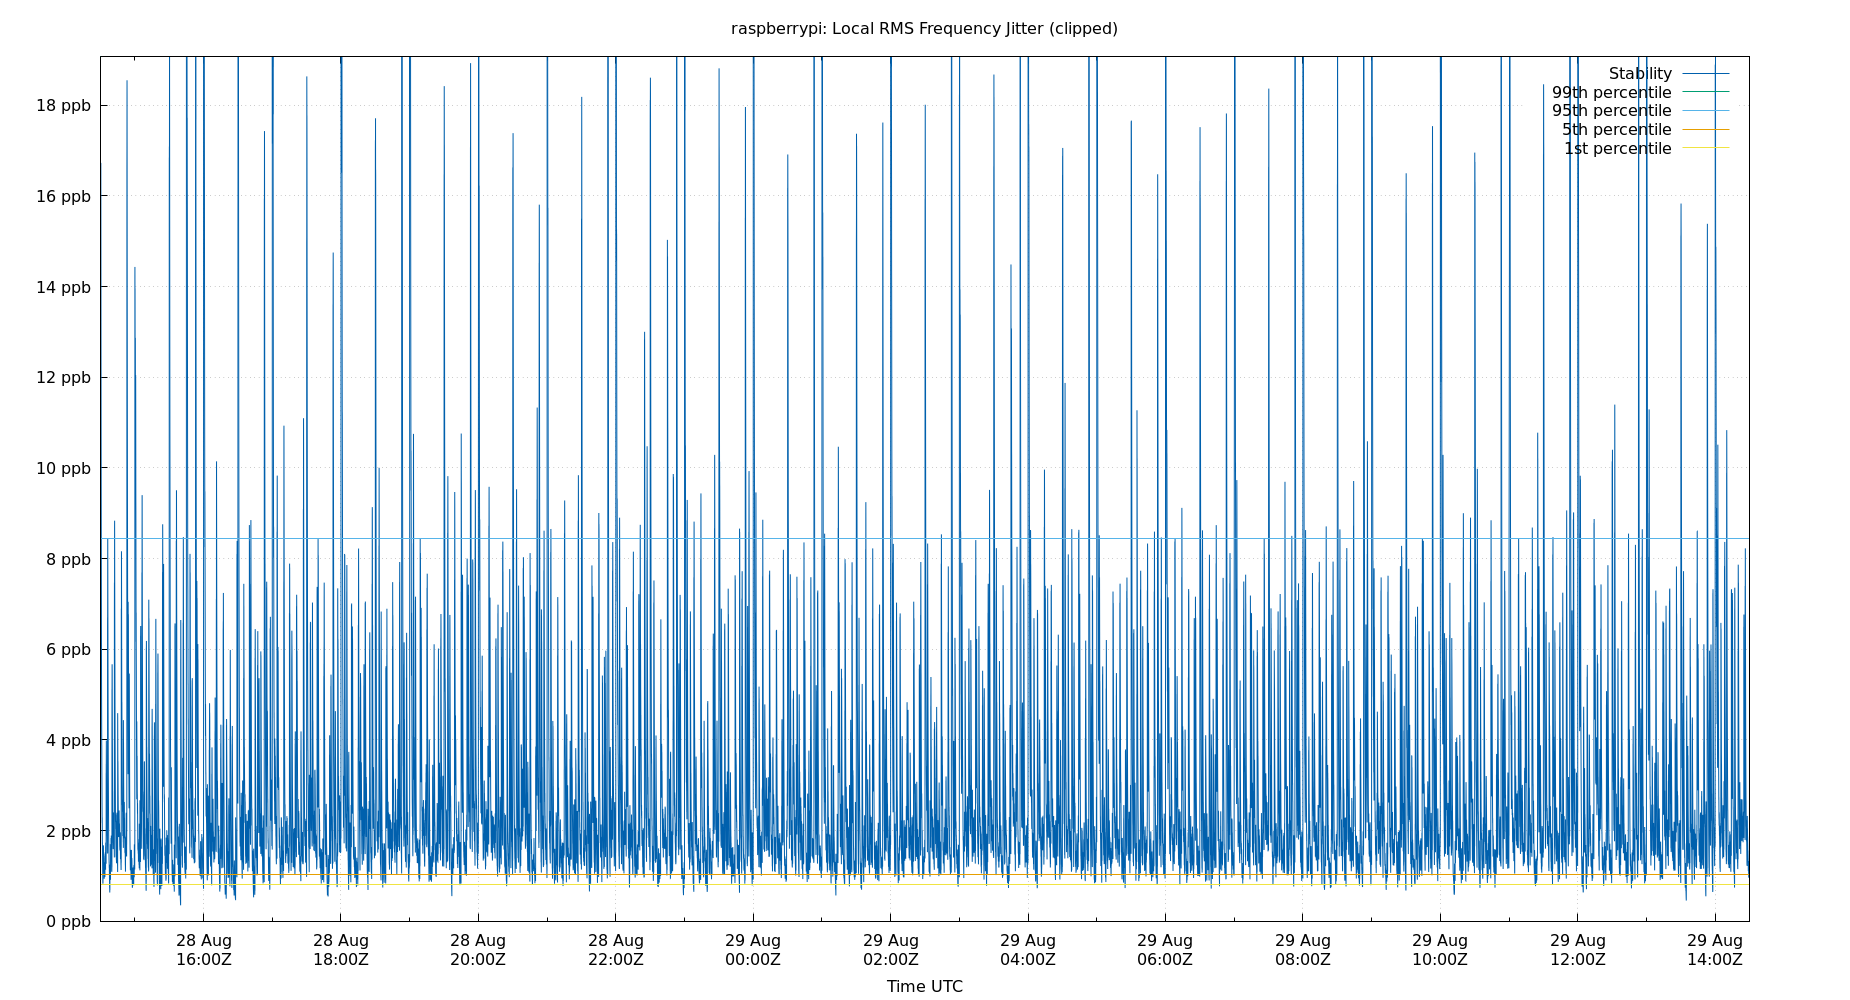 raspberrypi: Local RMS Frequency Jitter (clipped)
Stability
99th percentile
95th percentile
5th percentile
1st percentile
18 ppb
16 ppb
14 ppb
12 ppb
10 ppb
8 ppb
6 ppb
4 ppb
2 ppb
0 ppb
28 Aug 28 Aug 28 Aug 28 Aug 29 Aug 29 Aug 29 Aug 29 Aug 29 Aug 29 Aug 29 Aug 29 Aug
16:00Z 18:00Z 20:00Z 22:00Z 00:00Z 02:00Z 04:00Z 06:00Z 08:00Z 10:00Z 12:00Z 14:00Z
Time UTC